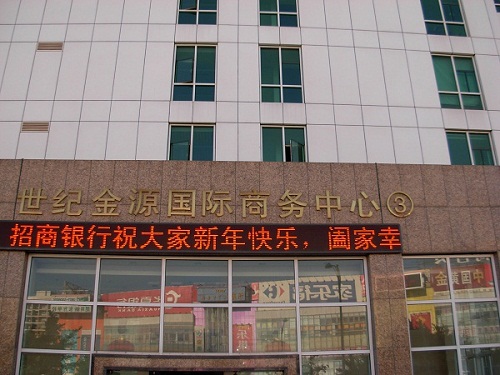 世纪金源国际商务中心③
招商银行祝大家新年快乐，阖家幸